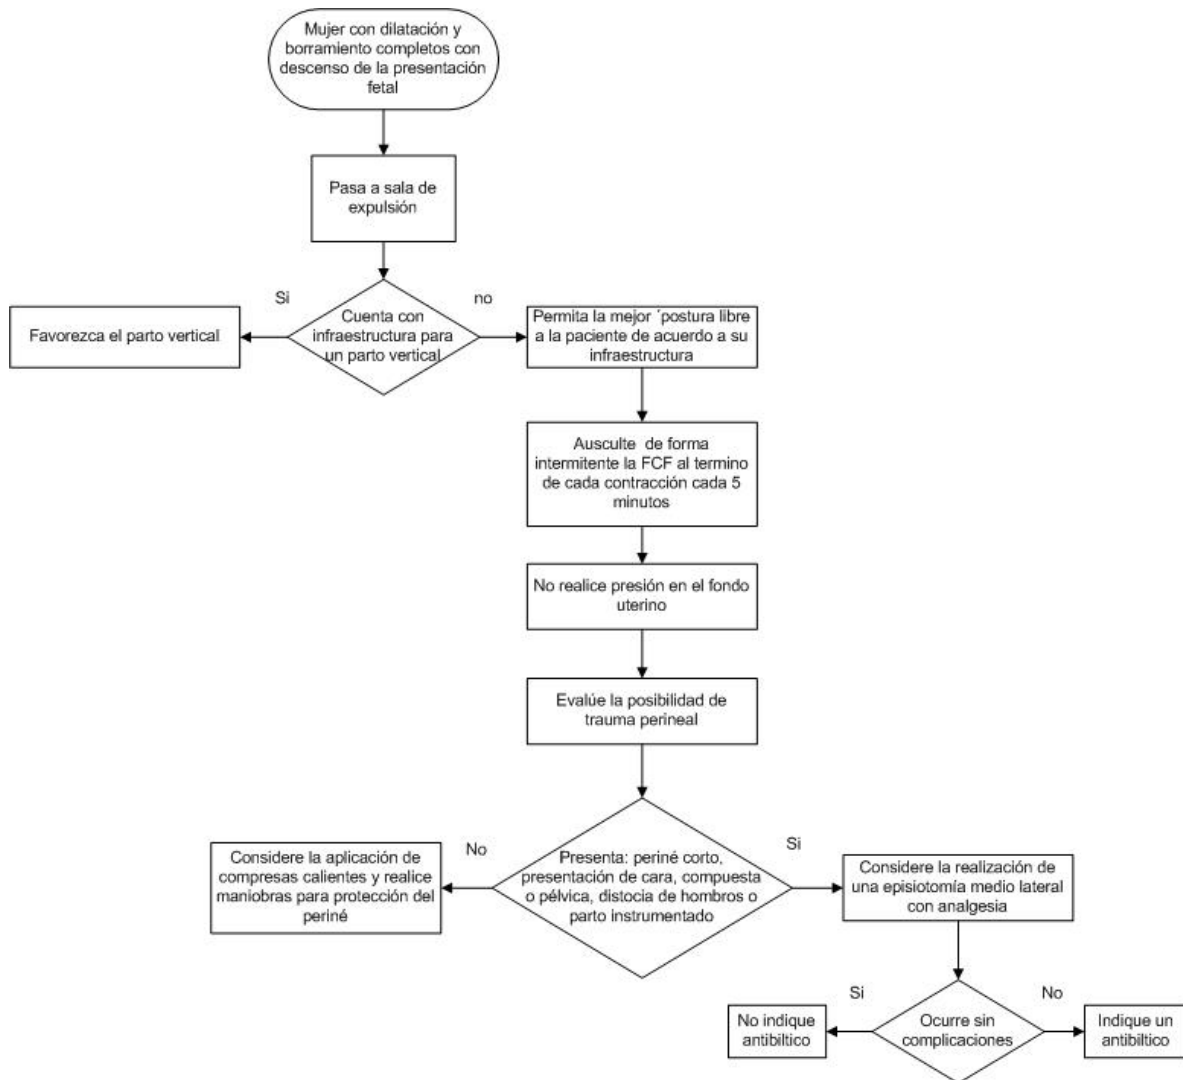 Mujer con dilatación y
borramiento completos con
descenso de la presentación
fetal
Pasa a sala de
expulsión
Si
no
Cuenta con
infraestructura para
un parto vertical
Favorezca el parto vertical
Permita la mejor ´postura libre
a la paciente de acuerdo a su
infraestructura
Ausculte de forma
intermitente la FCF al termino
de cada contracción cada 5
minutos
No realice presión en el fondo
uterino
Evalúe la posibilidad de
trauma perineal
No
Si
Presenta: periné corto,
presentación de cara, compuesta
o pélvica, distocia de hombros o
parto instrumentado
Considere la aplicación de
compresas calientes y realice
maniobras para protección del
periné
Considere la realización de
una episiotomía medio lateral
con analgesia
Si
No
Ocurre sin
complicaciones
No indique
antibiltico
Indique un
antibiltico